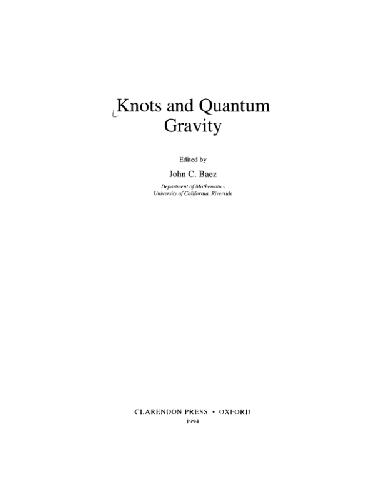 Knots and Quantum
Gravity
Edited by
John C. Baez
Department of Mathematics
University of California, Riverside
CLARENDON PRESS • OXFORD
1994